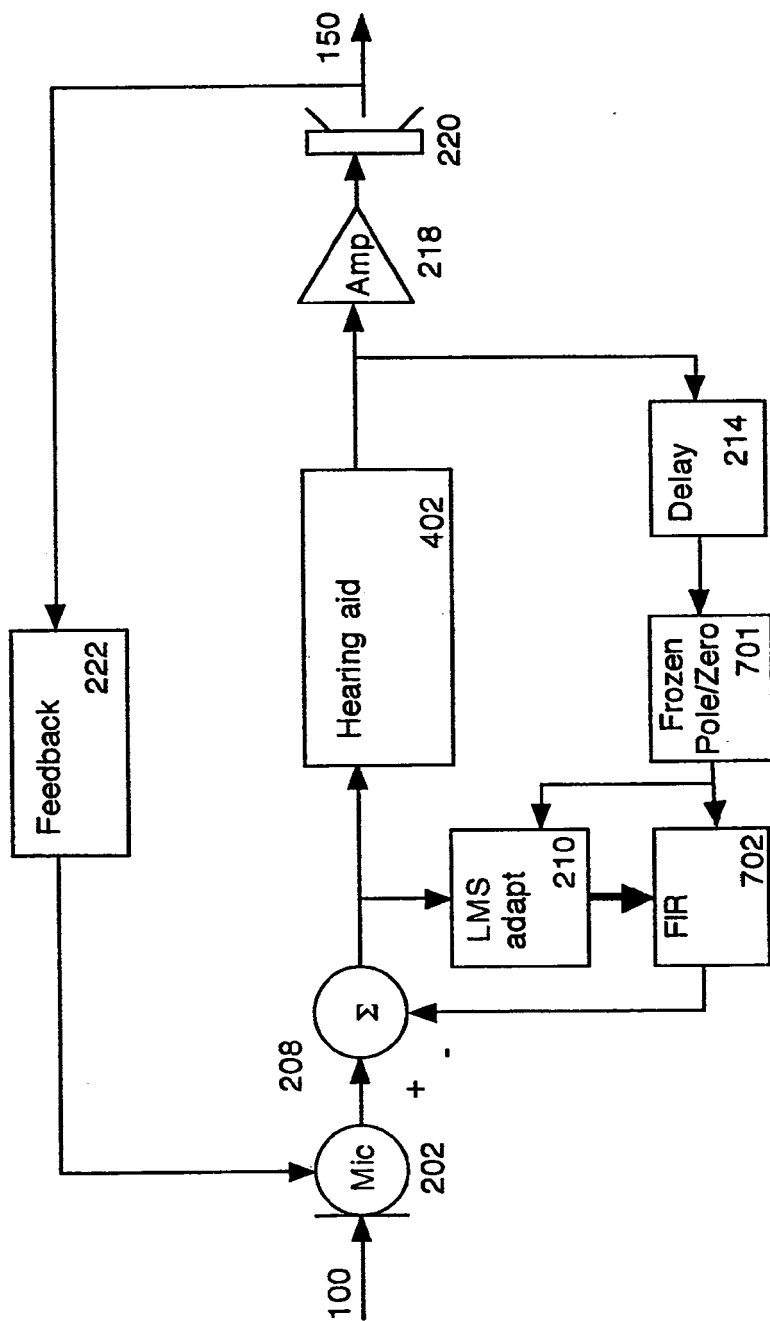 Feedback
222
150
220
Amp
218
Hearing aid
402
208
Σ
+
-
Mic
202
100
LMS
adapt
210
FIR
702
Frozen
Pole/Zero
701
Delay
214